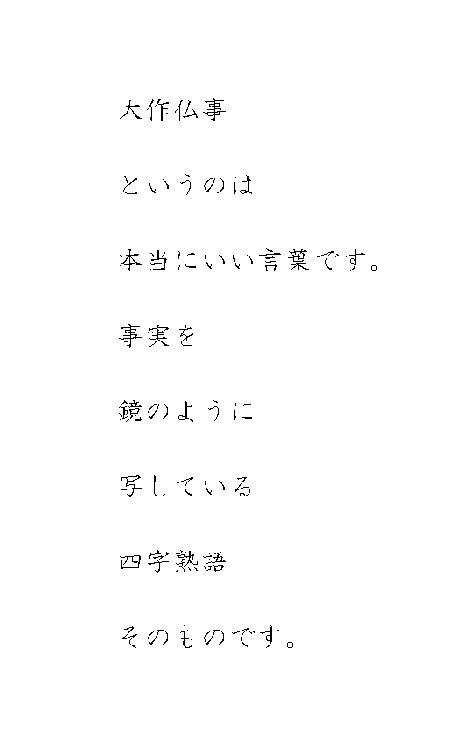 大作仏事
というのは
本当にいい言葉です。
事実を
鏡のように
写している
四字熟語
そのものです。